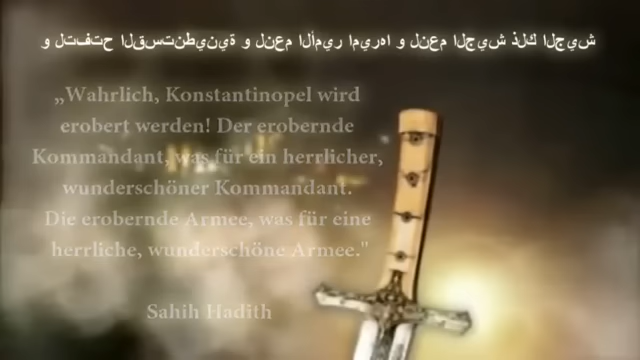 و لتفتح القستنطينية و لنعم الأمير اميرها و لنعم الجيش ذلك الجيش
„Wahrlich, Konstantinopel wird
erobert werden! Der erobernde
Kommandant, was für ein herrlicher,
wunderschöner Kommandant.
Die erobernde Armee, was für eine
herrliche, wunderschöne Armee."
Sahih Hadith